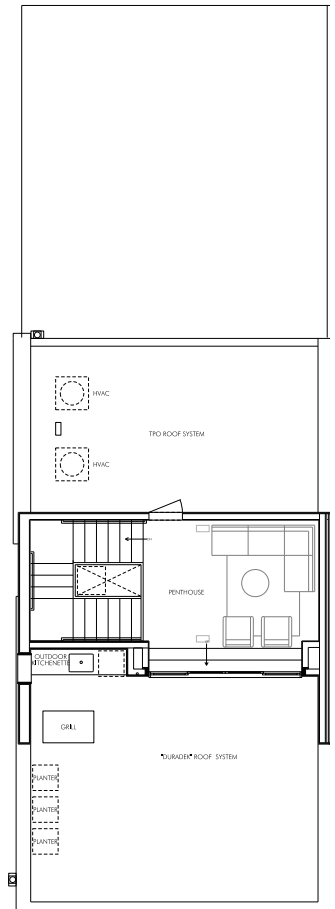 HVAC
TPO ROOF SYSTEM
HVAC
PENTHOUSE
OUTDOOR
KITCHENETTE
GRILL
"DURADEK" ROOF SYSTEM
PLANTER
PLANTER
PLANTER